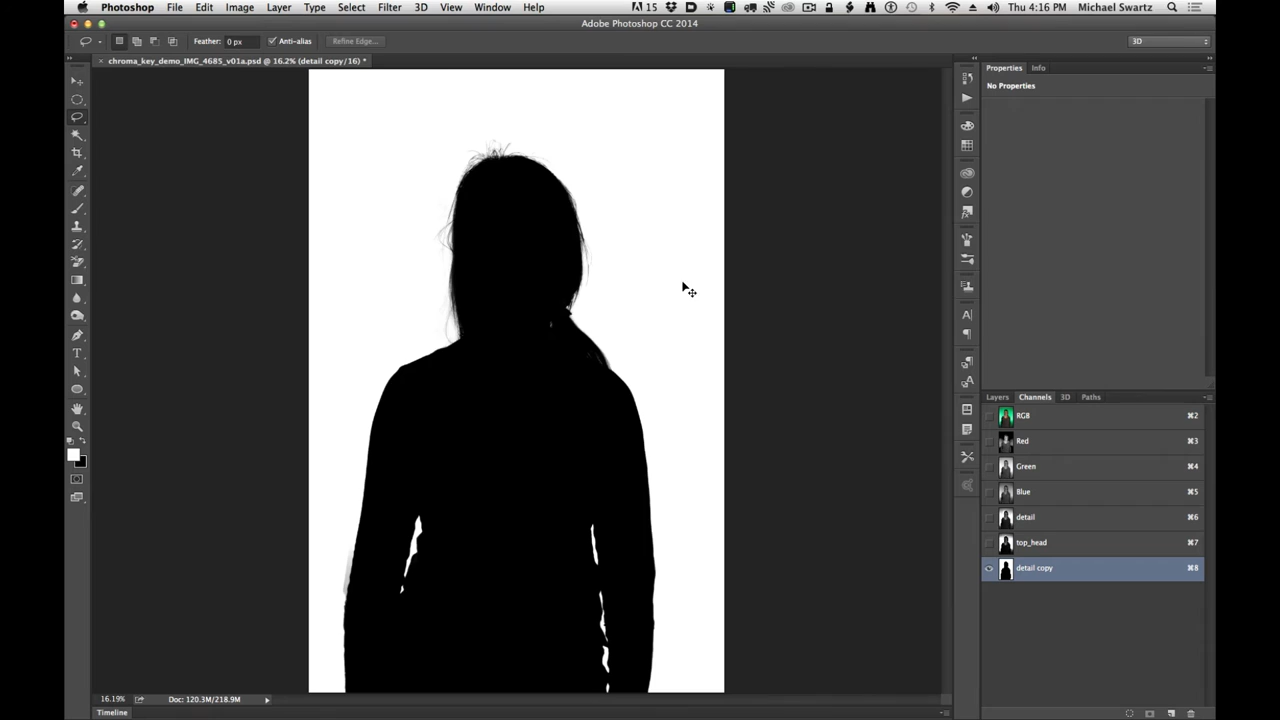 Photoshop File Edit Image Layer Type Select Filter 3D View Window Help 15 Thu 4:16 PM Michael Swartz
Adobe Photoshop CC 2014
Feather: 0 px Anti-alias Refine Edge... 3D
chroma_key_demo_IMG_4685_v01a.psd @ 16.2% (detail copy/16) *
Properties Info
No Properties
Layers Channels 3D Paths
RGB ⌘2
Red ⌘3
Green ⌘4
Blue ⌘5
detail ⌘6
top_head ⌘7
detail copy ⌘8
16.19% Doc: 120.3M/218.9M
Timeline